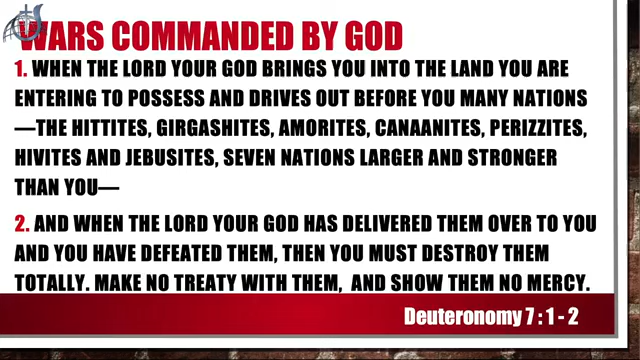 WARS COMMANDED BY GOD
1. WHEN THE LORD YOUR GOD BRINGS YOU INTO THE LAND YOU ARE
ENTERING TO POSSESS AND DRIVES OUT BEFORE YOU MANY NATIONS
—THE HITTITES, GIRGASHITES, AMORITES, CANAANITES, PERIZZITES,
HIVITES AND JEBUSITES, SEVEN NATIONS LARGER AND STRONGER
THAN YOU—
2. AND WHEN THE LORD YOUR GOD HAS DELIVERED THEM OVER TO YOU
AND YOU HAVE DEFEATED THEM, THEN YOU MUST DESTROY THEM
TOTALLY. MAKE NO TREATY WITH THEM, AND SHOW THEM NO MERCY.
Deuteronomy 7 : 1 - 2